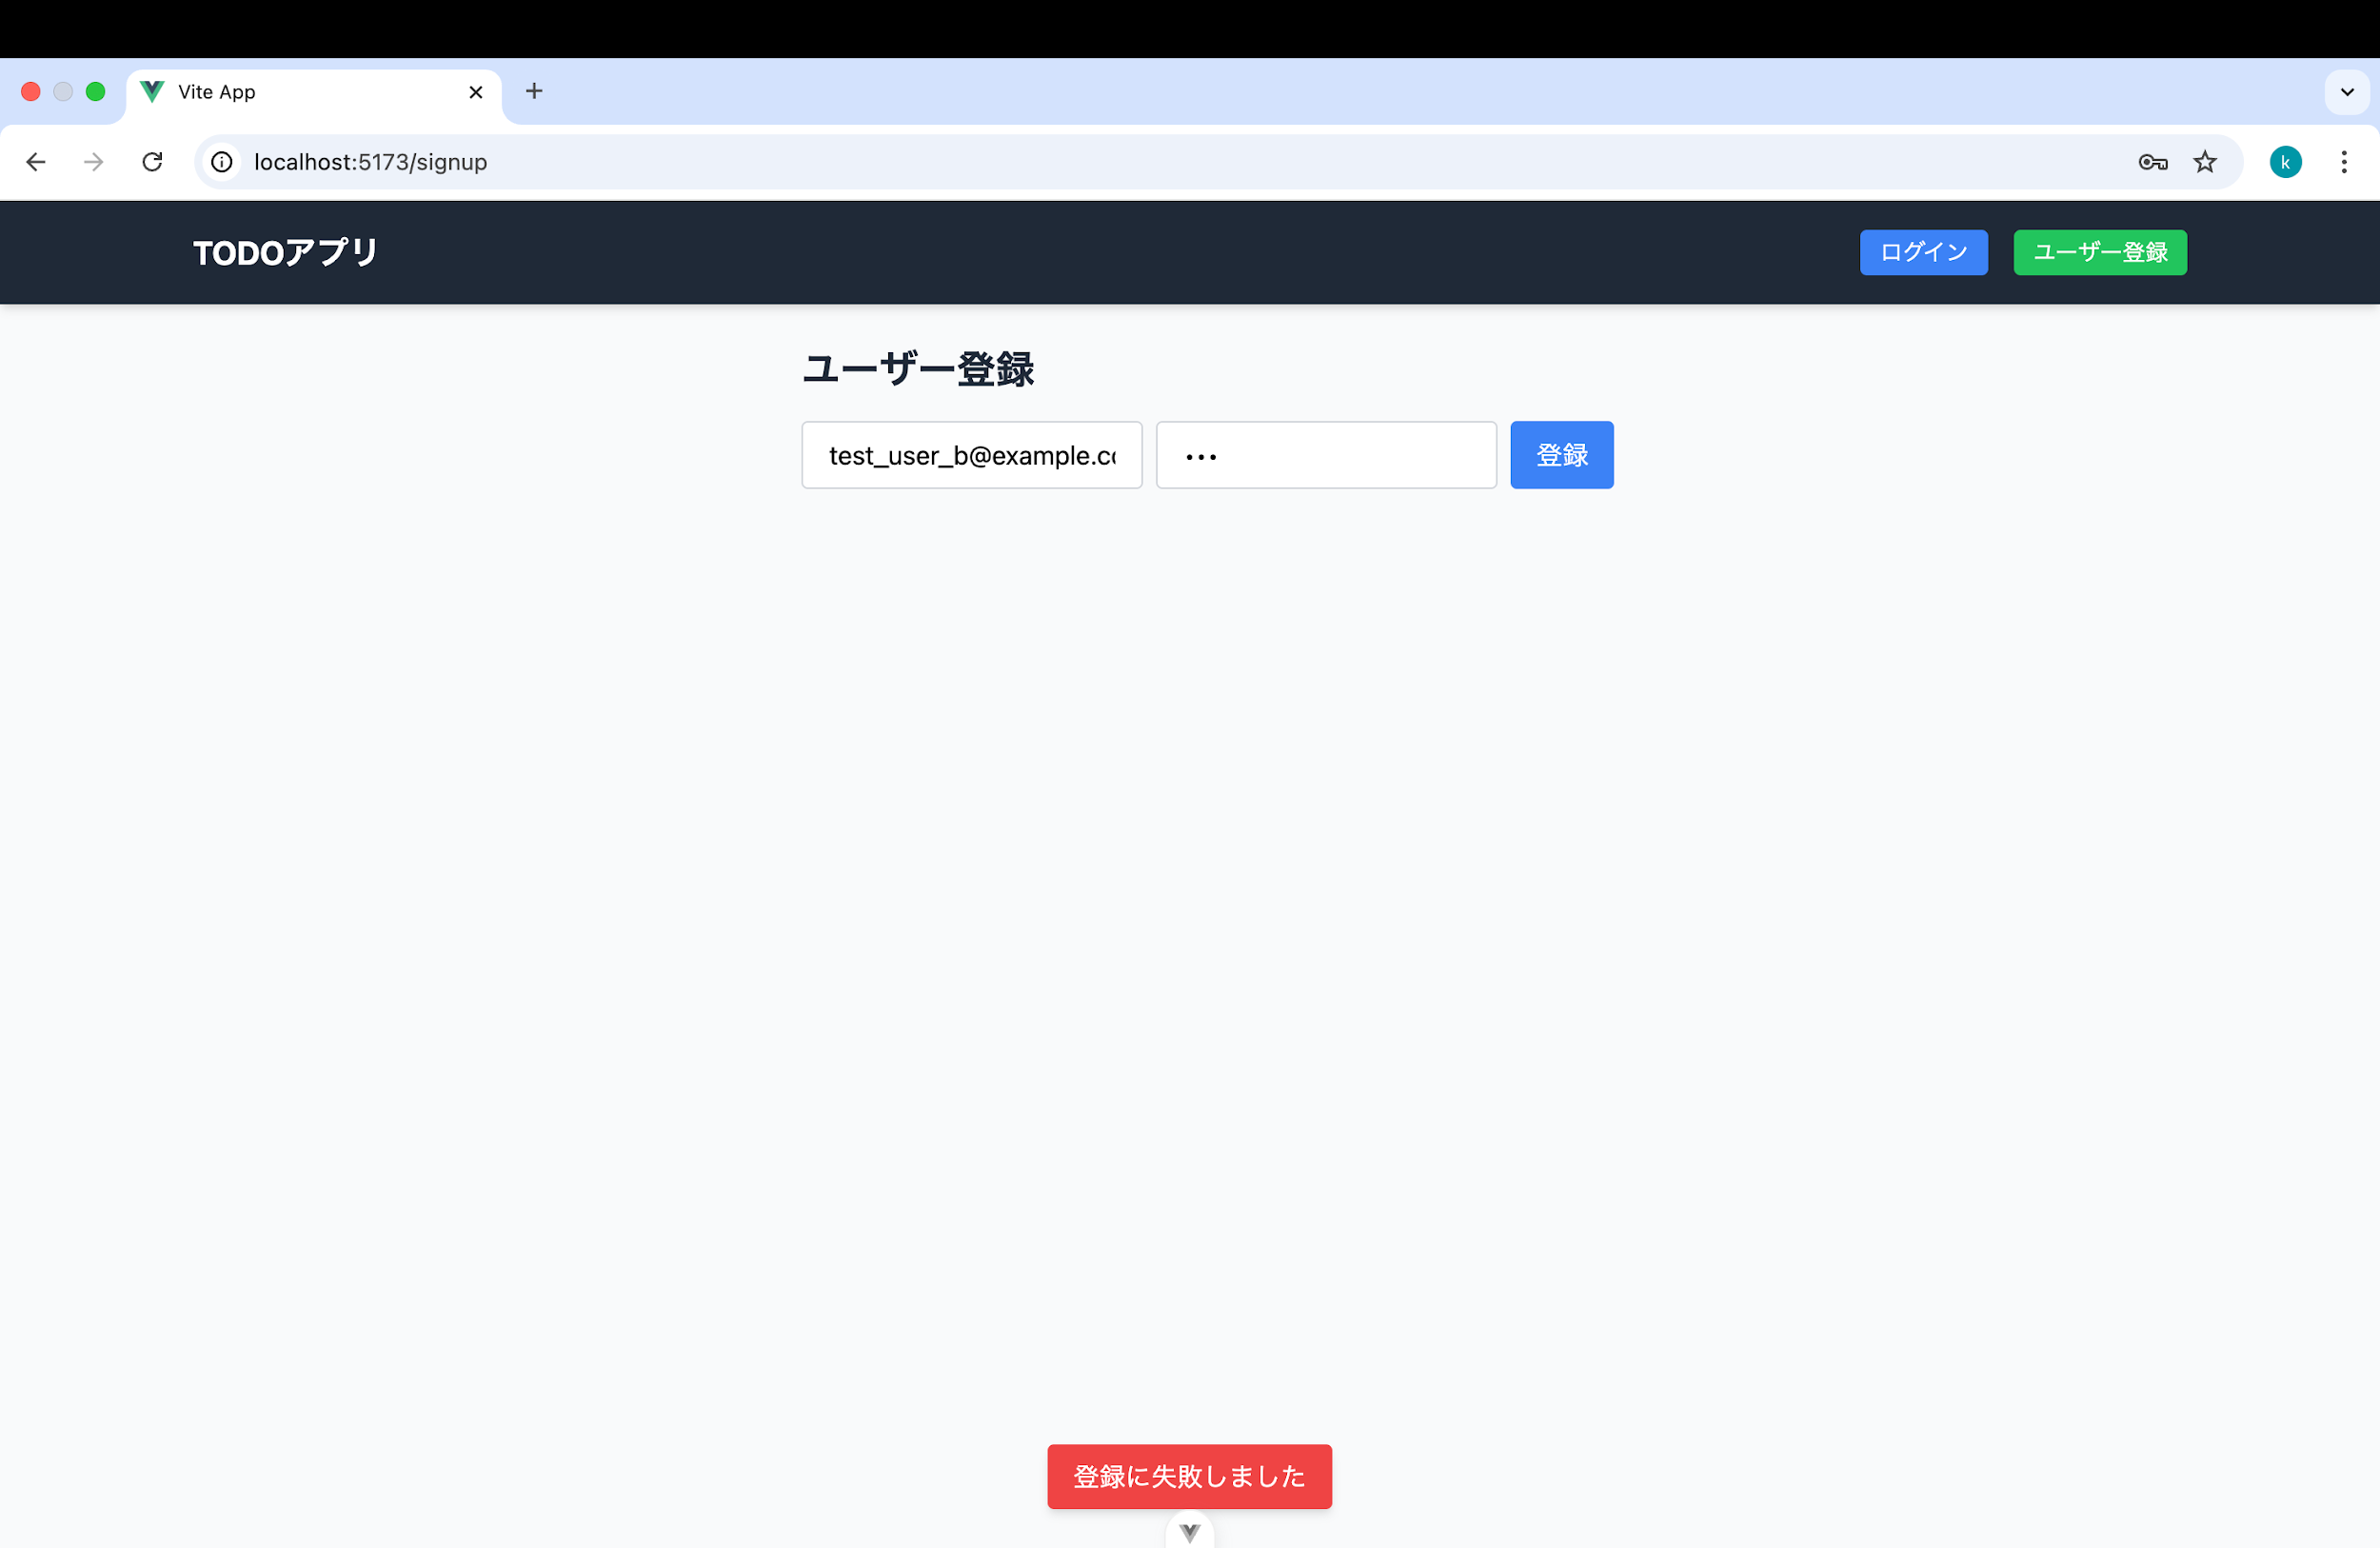 Vite App
localhost:5173/signup
k
TODOアプリ
ログイン
ユーザー登録
ユーザー登録
test_user_b@example.co
•••
登録
登録に失敗しました